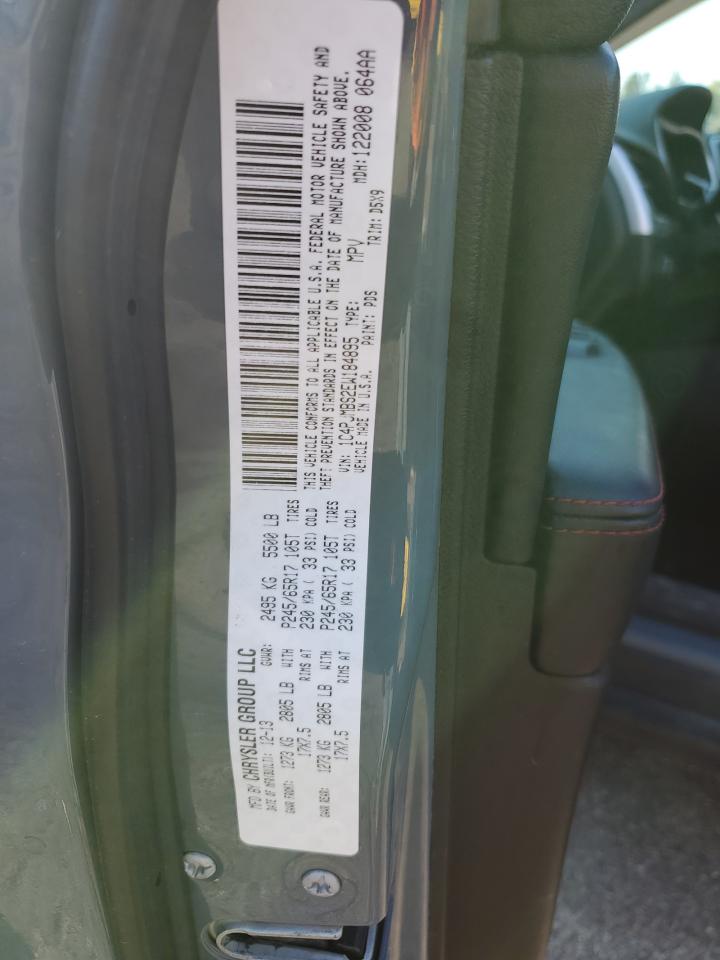 MFD BY CHRYSLER GROUP LLC
DATE OF MFR(BUILT): 12-13 GVWR: 2495 KG 5500 LB
GAWR FRONT: 1273 KG 2805 LB WITH P245/65R17 105T TIRES
17X7.5 RIMS AT 230 KPA ( 33 PSI) COLD
GAWR REAR: 1273 KG 2805 LB WITH P245/65R17 105T TIRES
17X7.5 RIMS AT 230 KPA ( 33 PSI) COLD
THIS VEHICLE CONFORMS TO ALL APPLICABLE U.S.A. FEDERAL MOTOR VEHICLE SAFETY AND
THEFT PREVENTION STANDARDS IN EFFECT ON THE DATE OF MANUFACTURE SHOWN ABOVE.
VIN: 1C4PJMBS2EW184895 TYPE: MPV MDH: 122008 064AA
VEHICLE MADE IN U.S.A. PAINT: PDS TRIM: D5X9